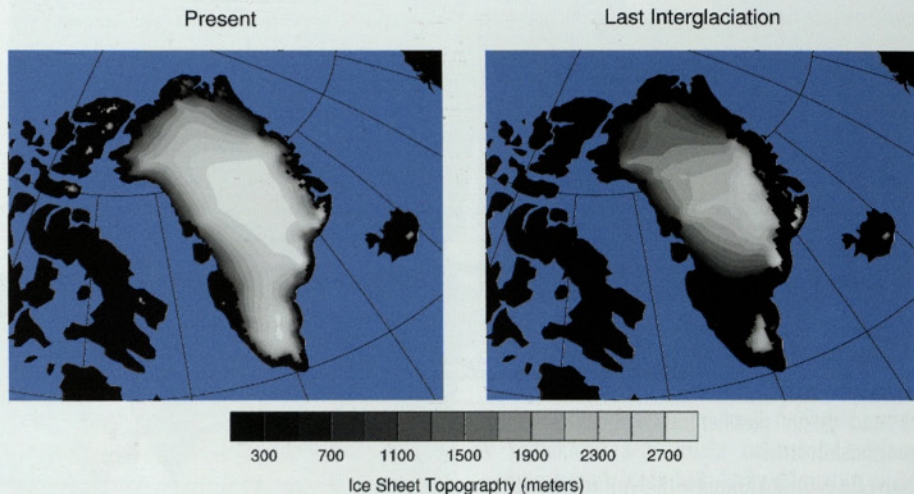 Present
Last Interglaciation
300 700 1100 1500 1900 2300 2700
Ice Sheet Topography (meters)